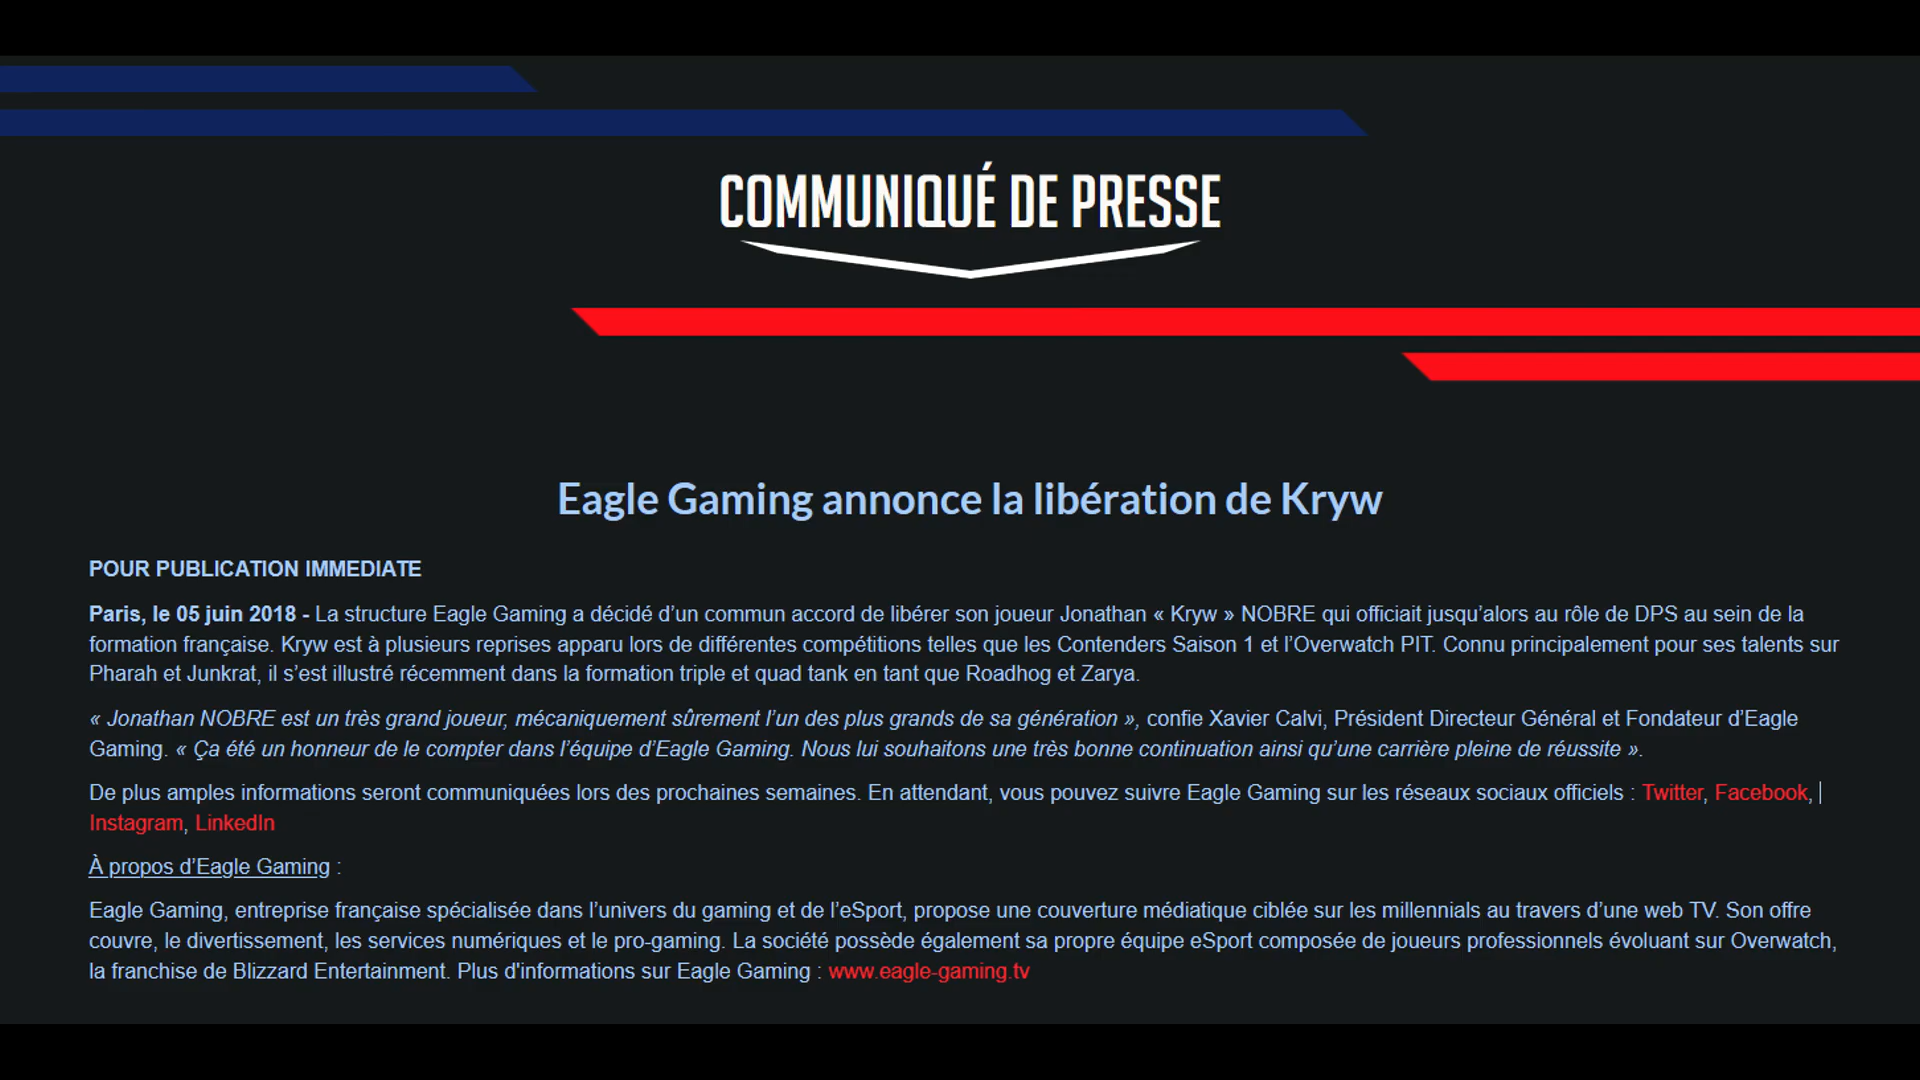 COMMUNIQUÉ DE PRESSE
Eagle Gaming annonce la libération de Kryw
POUR PUBLICATION IMMEDIATE
Paris, le 05 juin 2018 - La structure Eagle Gaming a décidé d’un commun accord de libérer son joueur Jonathan « Kryw » NOBRE qui officiait jusqu’alors au rôle de DPS au sein de la
formation française. Kryw est à plusieurs reprises apparu lors de différentes compétitions telles que les Contenders Saison 1 et l’Overwatch PIT. Connu principalement pour ses talents sur
Pharah et Junkrat, il s’est illustré récemment dans la formation triple et quad tank en tant que Roadhog et Zarya.
« Jonathan NOBRE est un très grand joueur, mécaniquement sûrement l’un des plus grands de sa génération », confie Xavier Calvi, Président Directeur Général et Fondateur d’Eagle
Gaming. « Ça été un honneur de le compter dans l’équipe d’Eagle Gaming. Nous lui souhaitons une très bonne continuation ainsi qu’une carrière pleine de réussite ».
De plus amples informations seront communiquées lors des prochaines semaines. En attendant, vous pouvez suivre Eagle Gaming sur les réseaux sociaux officiels : Twitter, Facebook,
Instagram, LinkedIn
À propos d’Eagle Gaming :
Eagle Gaming, entreprise française spécialisée dans l’univers du gaming et de l’eSport, propose une couverture médiatique ciblée sur les millennials au travers d’une web TV. Son offre
couvre, le divertissement, les services numériques et le pro-gaming. La société possède également sa propre équipe eSport composée de joueurs professionnels évoluant sur Overwatch,
la franchise de Blizzard Entertainment. Plus d'informations sur Eagle Gaming : www.eagle-gaming.tv